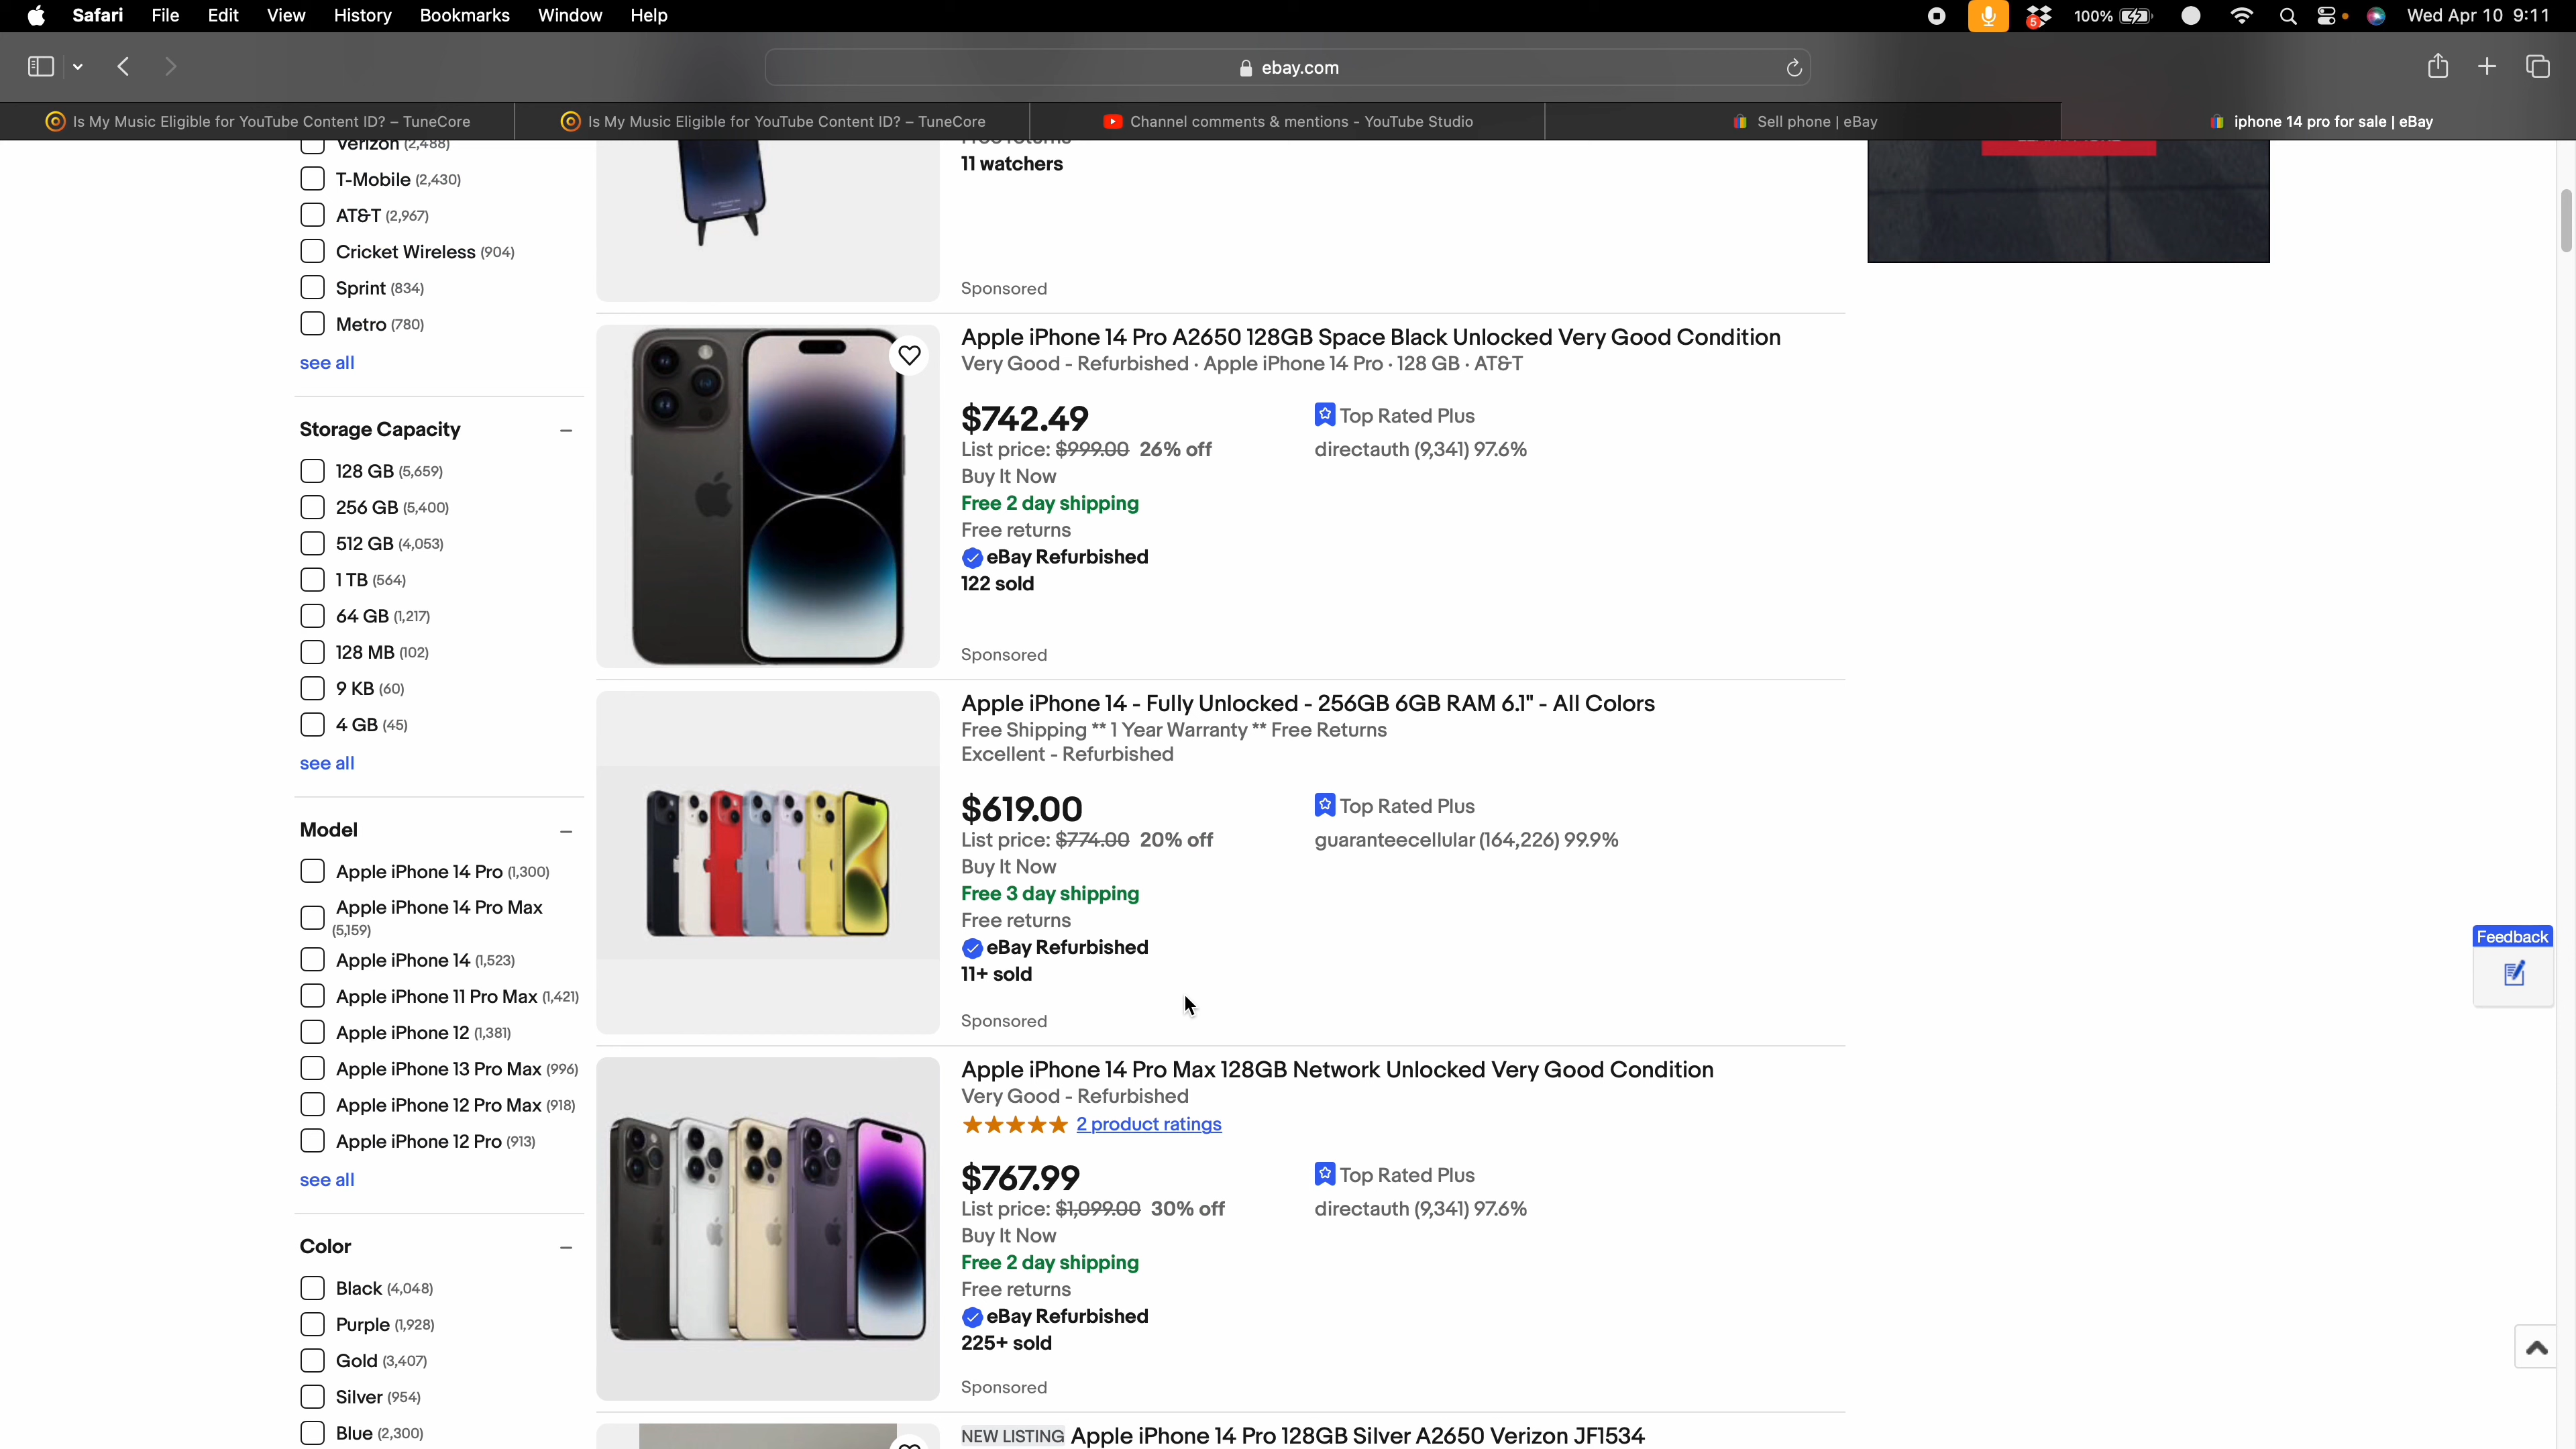 Safari File Edit View History Bookmarks Window Help 5 100% Wed Apr 10 9:11
ebay.com
Is My Music Eligible for YouTube Content ID? – TuneCore
Is My Music Eligible for YouTube Content ID? – TuneCore
Channel comments & mentions - YouTube Studio
Sell phone | eBay
iphone 14 pro for sale | eBay
Verizon (2,488)
T-Mobile (2,430)
AT&T (2,967)
Cricket Wireless (904)
Sprint (834)
Metro (780)
see all
Storage Capacity
128 GB (5,659)
256 GB (5,400)
512 GB (4,053)
1 TB (564)
64 GB (1,217)
128 MB (102)
9 KB (60)
4 GB (45)
see all
Model
Apple iPhone 14 Pro (1,300)
Apple iPhone 14 Pro Max
(5,159)
Apple iPhone 14 (1,523)
Apple iPhone 11 Pro Max (1,421)
Apple iPhone 12 (1,381)
Apple iPhone 13 Pro Max (996)
Apple iPhone 12 Pro Max (918)
Apple iPhone 12 Pro (913)
see all
Color
Black (4,048)
Purple (1,928)
Gold (3,407)
Silver (954)
Blue (2,300)
Free returns
11 watchers
Sponsored
Apple iPhone 14 Pro A2650 128GB Space Black Unlocked Very Good Condition
Very Good - Refurbished · Apple iPhone 14 Pro · 128 GB · AT&T
$742.49
List price: $999.00 26% off
Buy It Now
Free 2 day shipping
Free returns
eBay Refurbished
122 sold
Top Rated Plus
directauth (9,341) 97.6%
Sponsored
Apple iPhone 14 - Fully Unlocked - 256GB 6GB RAM 6.1" - All Colors
Free Shipping ** 1 Year Warranty ** Free Returns
Excellent - Refurbished
$619.00
List price: $774.00 20% off
Buy It Now
Free 3 day shipping
Free returns
eBay Refurbished
11+ sold
Top Rated Plus
guaranteecellular (164,226) 99.9%
Sponsored
Apple iPhone 14 Pro Max 128GB Network Unlocked Very Good Condition
Very Good - Refurbished
2 product ratings
$767.99
List price: $1,099.00 30% off
Buy It Now
Free 2 day shipping
Free returns
eBay Refurbished
225+ sold
Top Rated Plus
directauth (9,341) 97.6%
Sponsored
NEW LISTING Apple iPhone 14 Pro 128GB Silver A2650 Verizon JF1534
Feedback